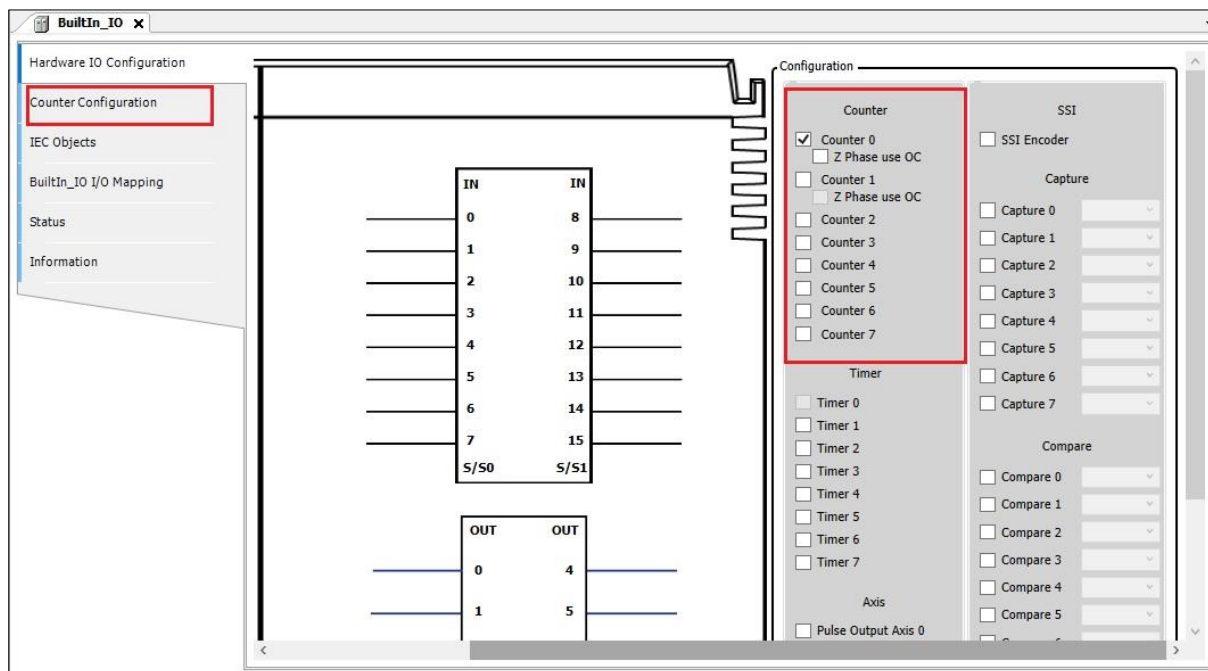 BuiltIn_IO
Hardware IO Configuration
Counter Configuration
IEC Objects
BuiltIn_IO I/O Mapping
Status
Information
IN IN
0 8
1 9
2 10
3 11
4 12
5 13
6 14
7 15
S/S0 S/S1
OUT OUT
0 4
1 5
Configuration
Counter
Counter 0
Z Phase use OC
Counter 1
Z Phase use OC
Counter 2
Counter 3
Counter 4
Counter 5
Counter 6
Counter 7
Timer
Timer 0
Timer 1
Timer 2
Timer 3
Timer 4
Timer 5
Timer 6
Timer 7
Axis
Pulse Output Axis 0
SSI
SSI Encoder
Capture
Capture 0
Capture 1
Capture 2
Capture 3
Capture 4
Capture 5
Capture 6
Capture 7
Compare
Compare 0
Compare 1
Compare 2
Compare 3
Compare 4
Compare 5